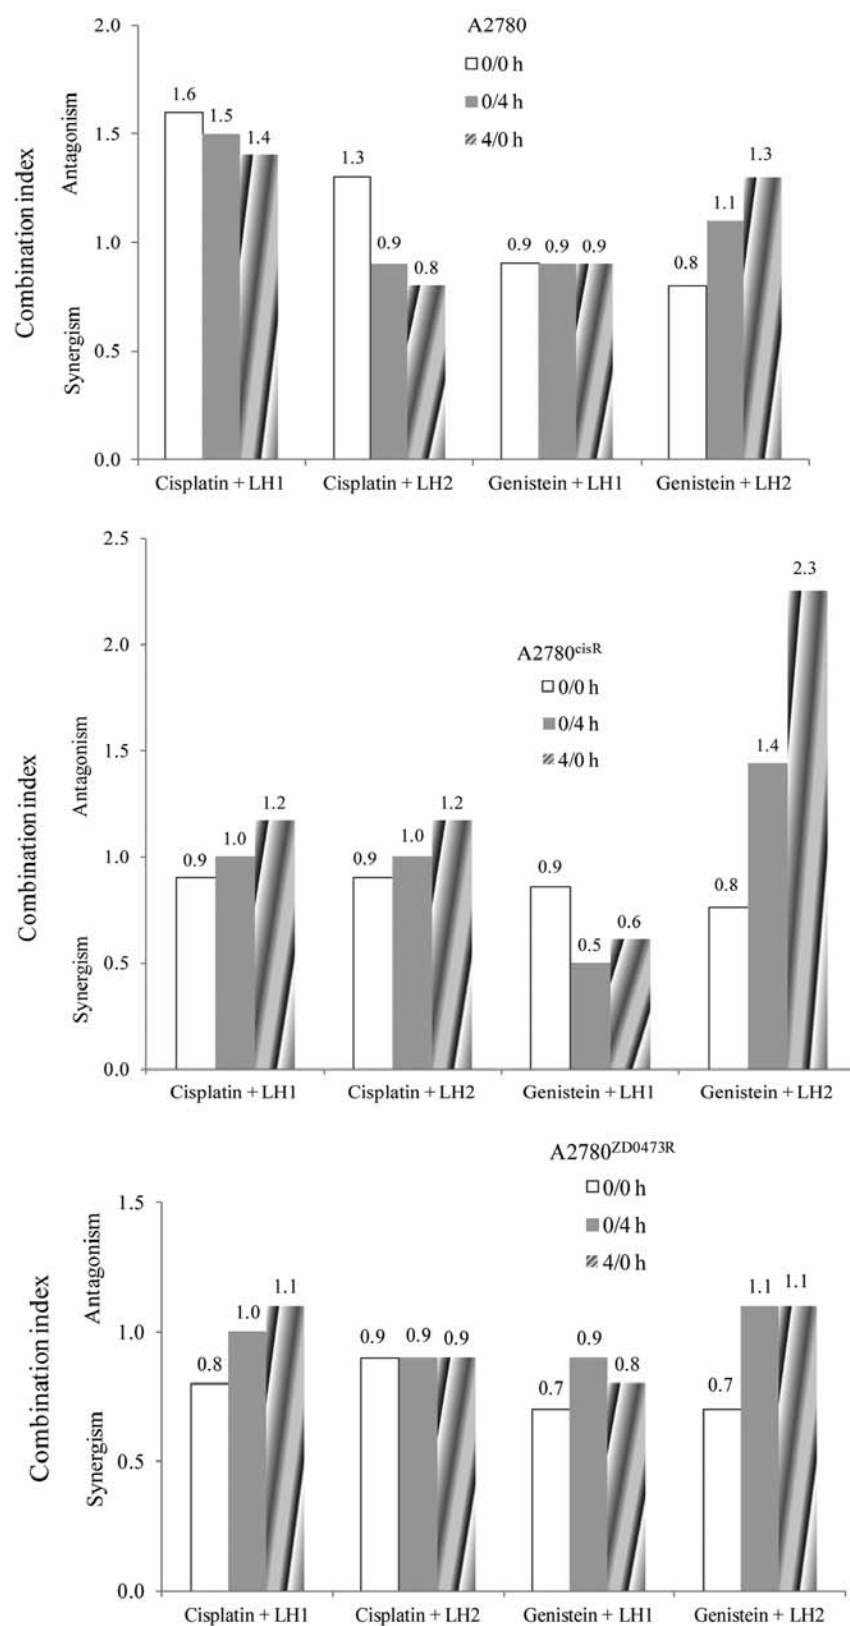 A2780
0/0 h
0/4 h
4/0 h
Combination index
Antagonism
Synergism
2.0
1.5
1.0
0.5
0.0
1.6
1.5
1.4
1.3
0.9
0.8
0.9
0.9
0.9
0.8
1.1
1.3
Cisplatin + LH1
Cisplatin + LH2
Genistein + LH1
Genistein + LH2
A2780cisR
0/0 h
0/4 h
4/0 h
Combination index
Antagonism
Synergism
2.5
2.0
1.5
1.0
0.5
0.0
0.9
1.0
1.2
0.9
1.0
1.2
0.9
0.5
0.6
0.8
1.4
2.3
Cisplatin + LH1
Cisplatin + LH2
Genistein + LH1
Genistein + LH2
A2780ZD0473R
0/0 h
0/4 h
4/0 h
Combination index
Antagonism
Synergism
1.5
1.0
0.5
0.0
0.8
1.0
1.1
0.9
0.9
0.9
0.7
0.9
0.8
0.7
1.1
1.1
Cisplatin + LH1
Cisplatin + LH2
Genistein + LH1
Genistein + LH2